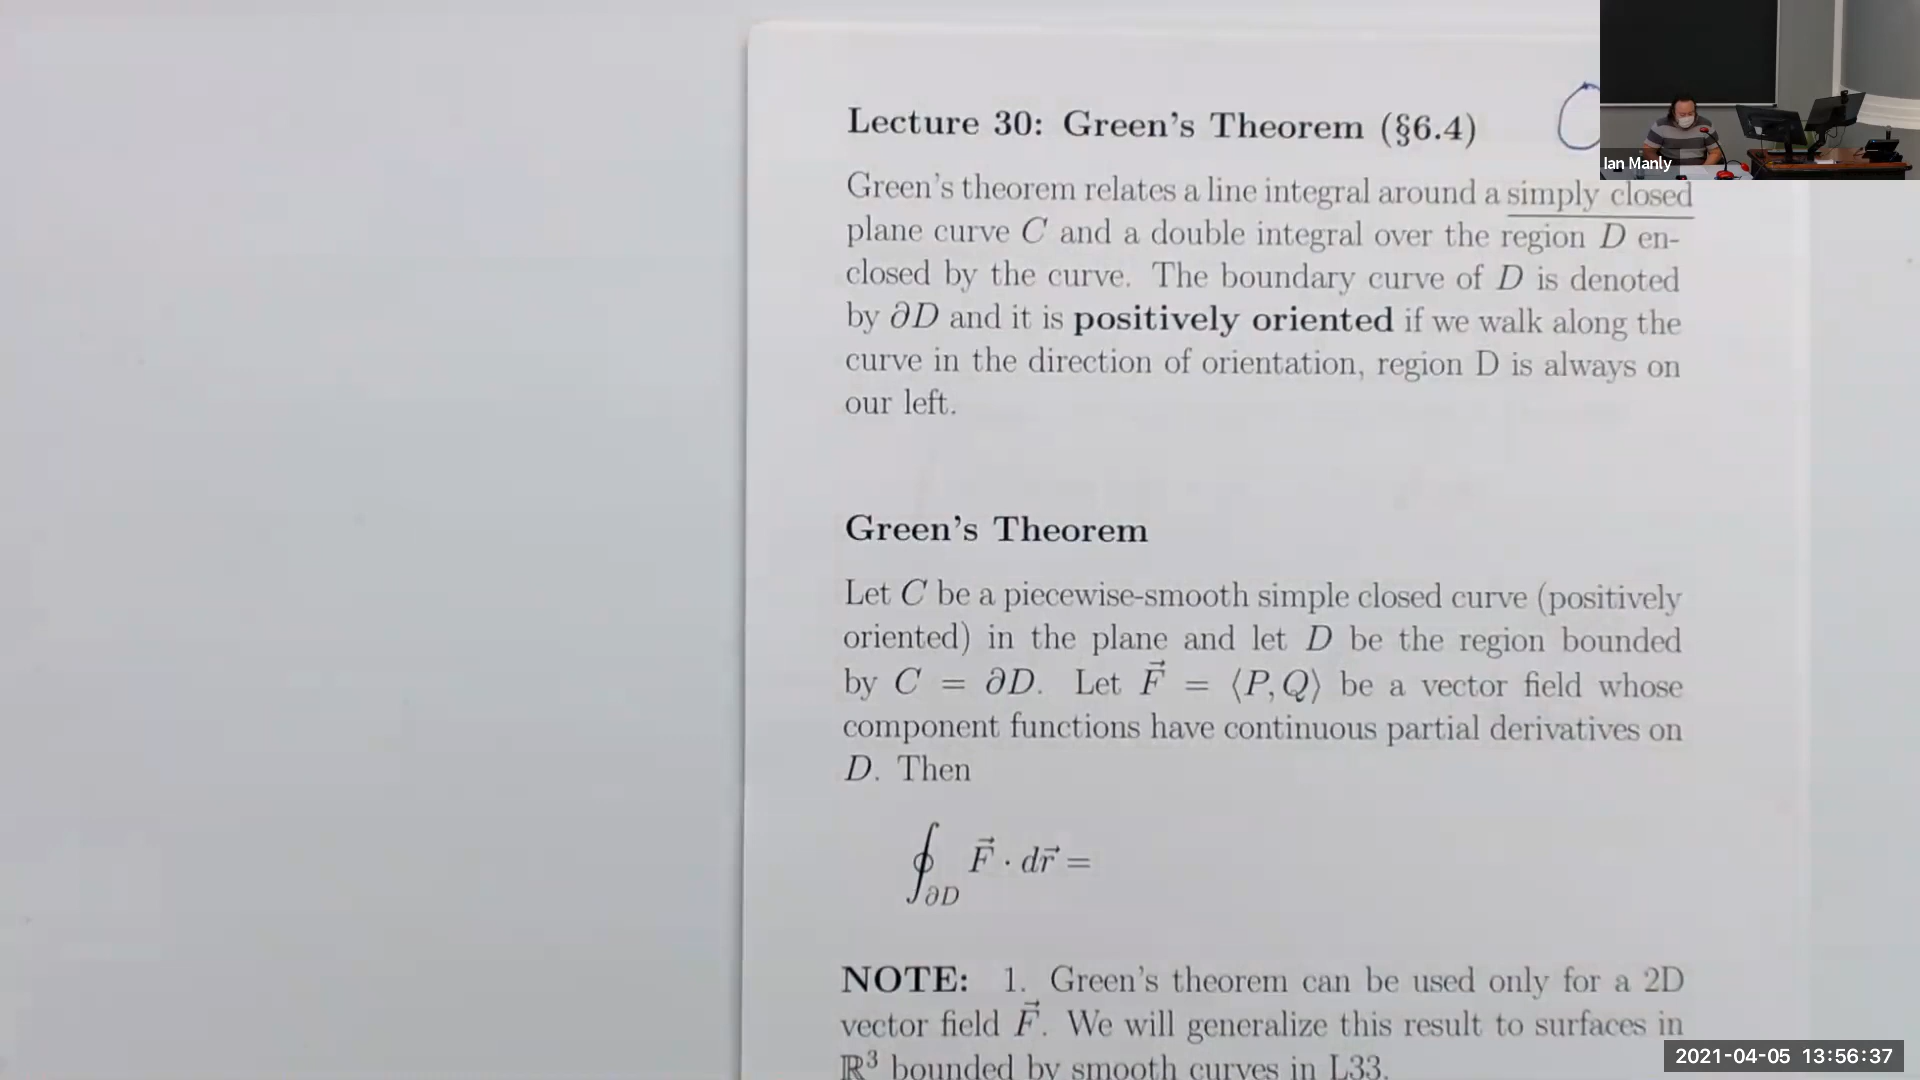 Lecture 30: Green's Theorem (§6.4)
Ian Manly
Green's theorem relates a line integral around a simply closed
plane curve C and a double integral over the region D en-
closed by the curve. The boundary curve of D is denoted
by ∂D and it is positively oriented if we walk along the
curve in the direction of orientation, region D is always on
our left.
Green's Theorem
Let C be a piecewise-smooth simple closed curve (positively
oriented) in the plane and let D be the region bounded
by C = ∂D. Let F⃗ = ⟨P, Q⟩ be a vector field whose
component functions have continuous partial derivatives on
D. Then
∮_∂D F⃗ · dr⃗ =
NOTE: 1. Green's theorem can be used only for a 2D
vector field F⃗. We will generalize this result to surfaces in
ℝ³ bounded by smooth curves in L33.
2021-04-05 13:56:37